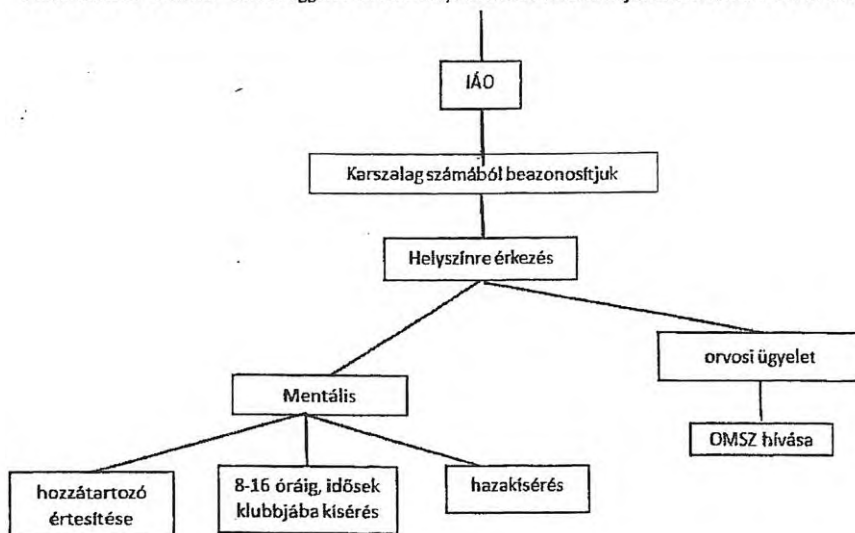 IÁO
Karszalag számából beazonosítjuk
Helyszínre érkezés
orvosi ügyelet
Mentális
OMSZ hívása
hozzátartozó
értesítése
8-16 óráig, idősek
klubbjába kísérés
hazakísérés